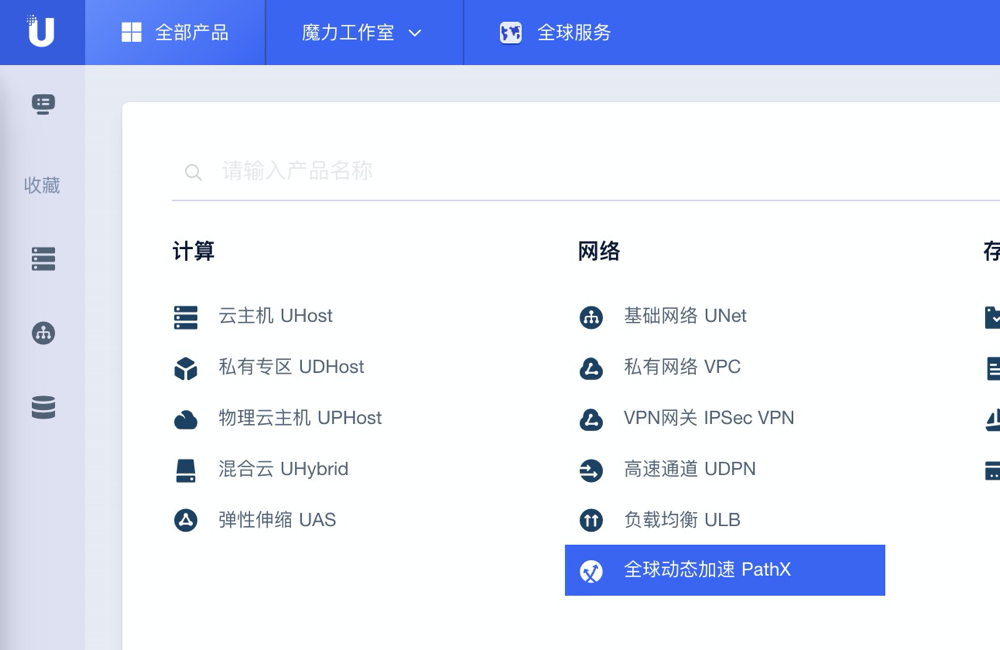 全部产品
魔力工作室
全球服务
收藏
请输入产品名称
计算
云主机 UHost
私有专区 UDHost
物理云主机 UPHost
混合云 UHybrid
弹性伸缩 UAS
网络
基础网络 UNet
私有网络 VPC
VPN网关 IPSec VPN
高速通道 UDPN
负载均衡 ULB
全球动态加速 PathX
存